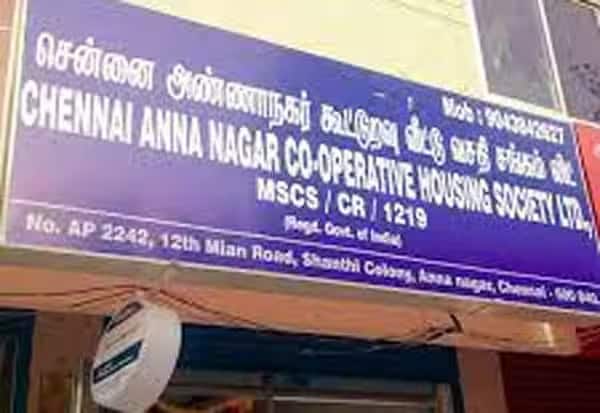 Mob : 9043842627
சென்னை அண்ணாநகர் கூட்டுறவு வீட்டு வசதி சங்கம் லிட்
CHENNAI ANNA NAGAR CO-OPERATIVE HOUSING SOCIETY LTD.,
MSCS / CR / 1219
(Regd. Govt. of India)
No. AP 2242, 12th Mian Road, Shanthi Colony, Anna nagar, Chennai - 600 040.